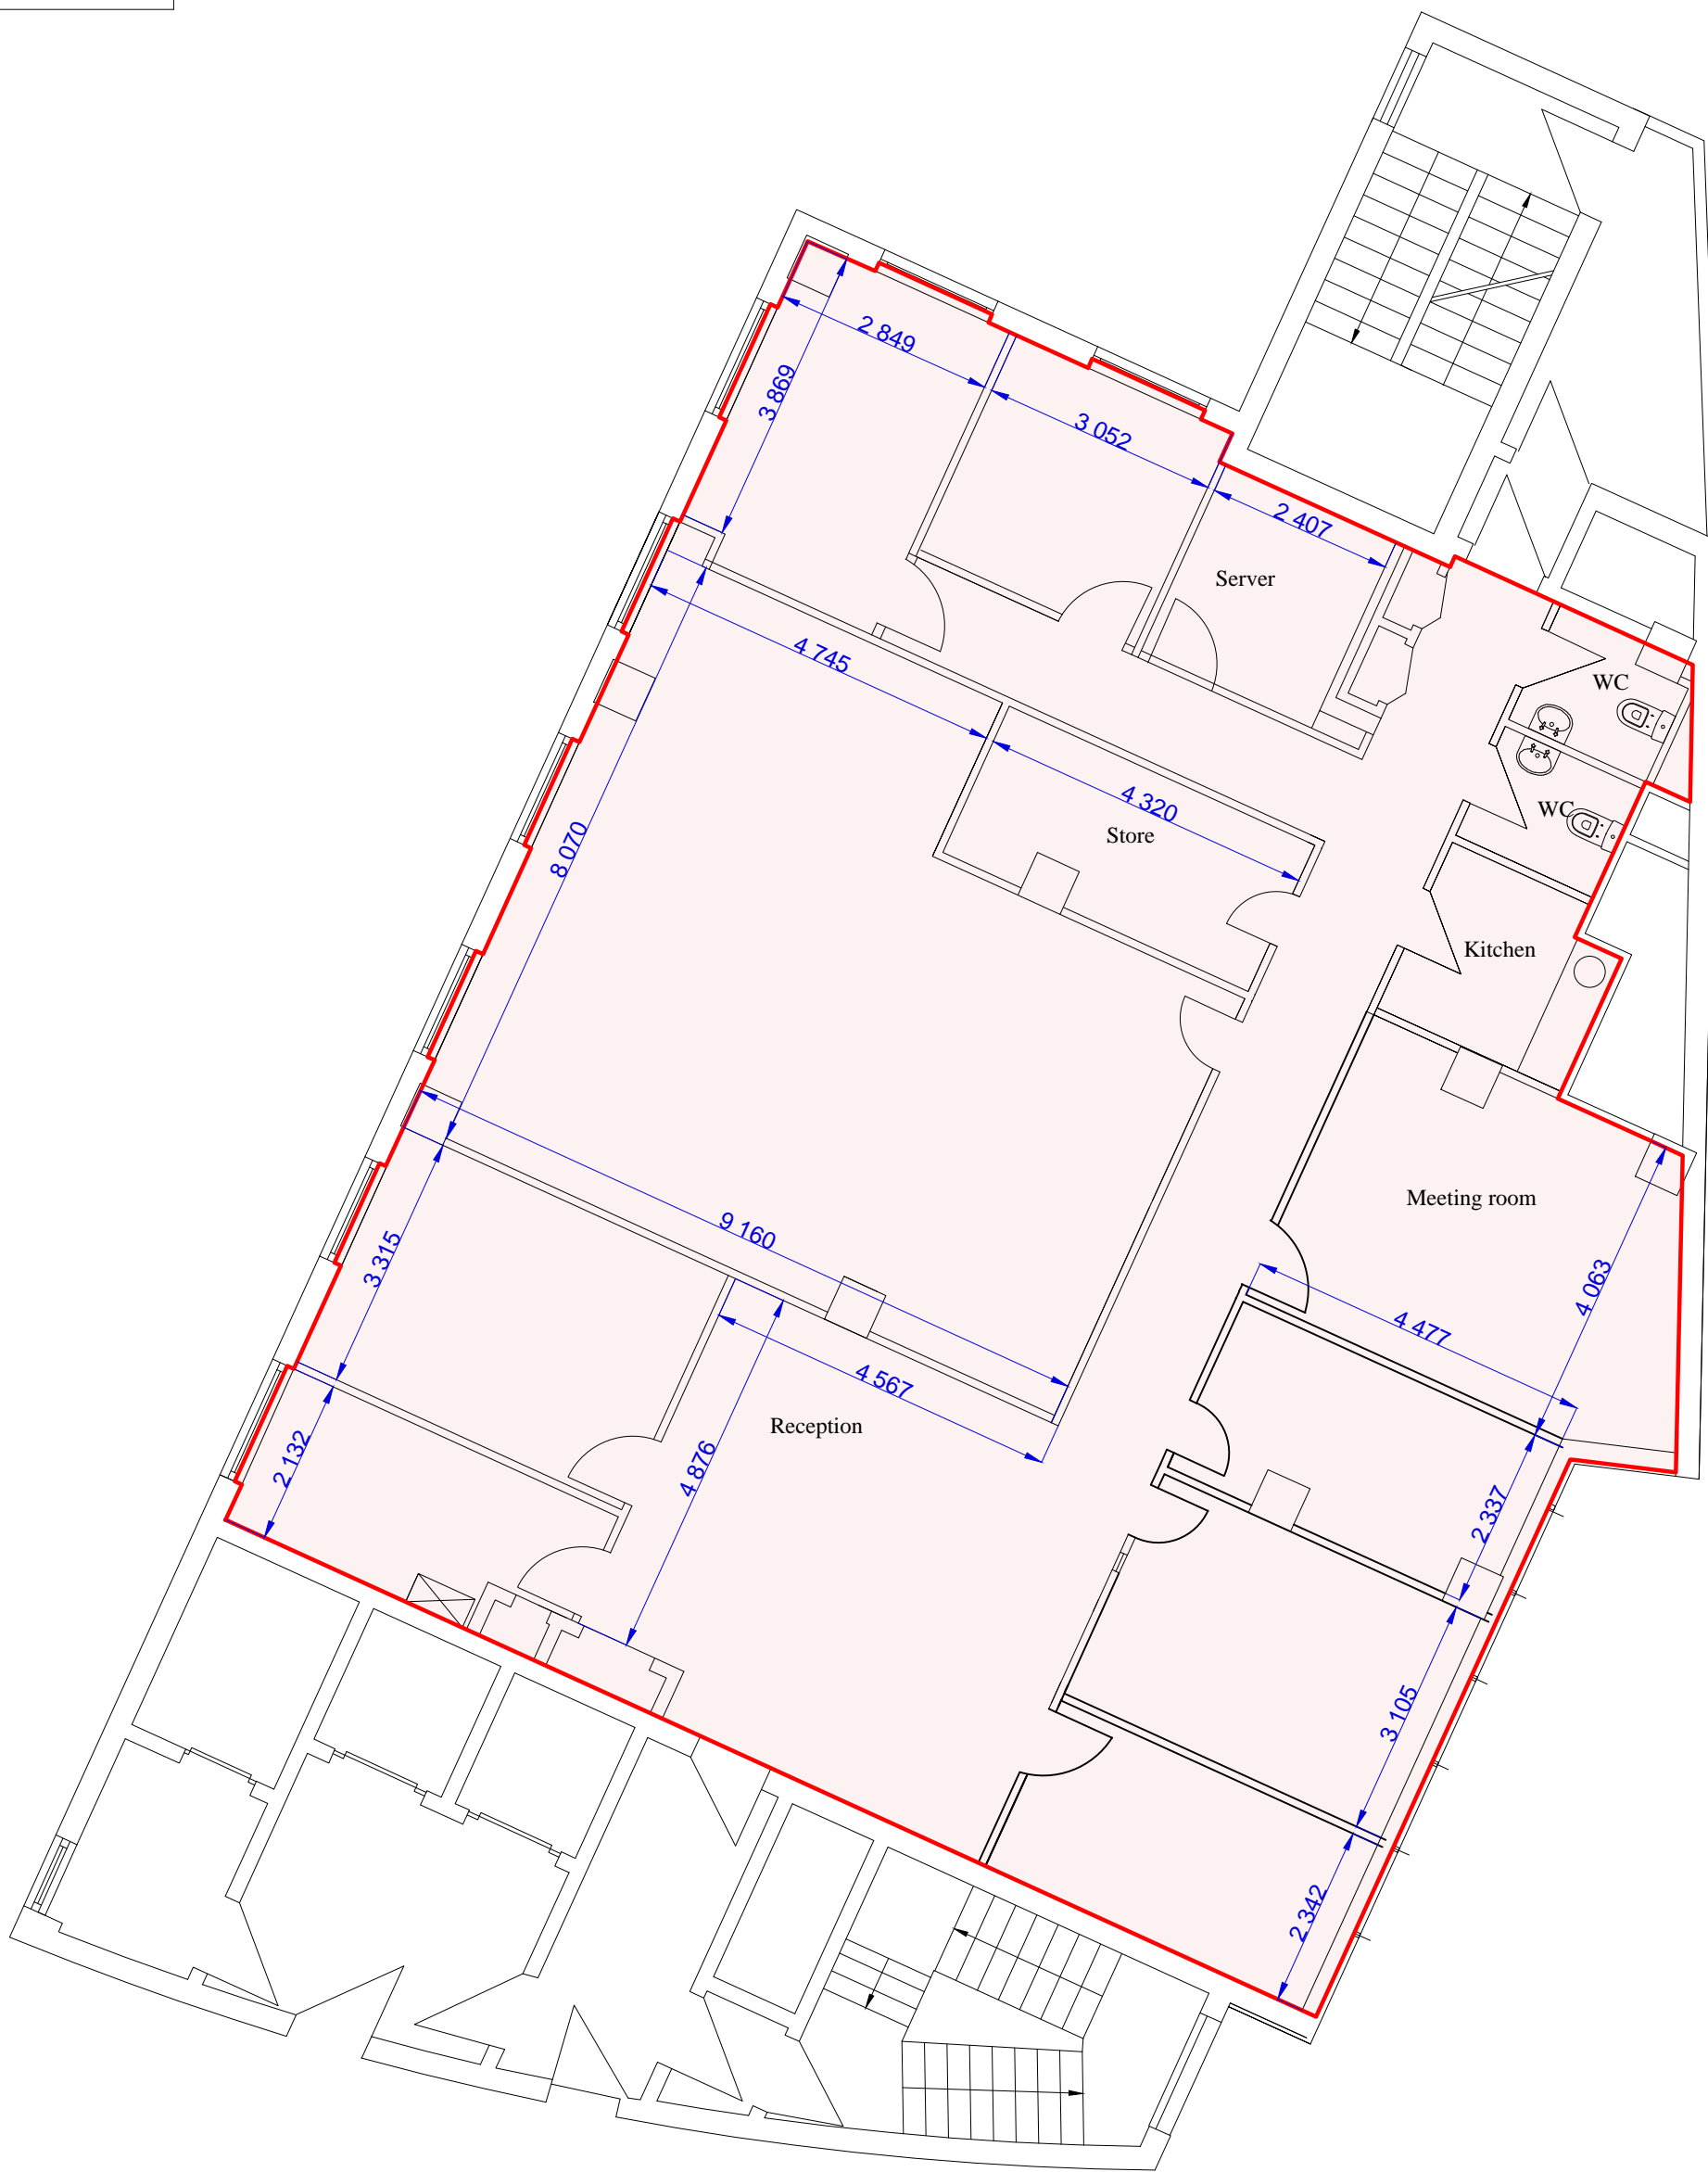 2 849
3 869
3 052
2 407
Server
4 745
WC
4 320
WC
Store
8 070
Kitchen
Meeting room
9 160
3 315
4 063
4 477
4 567
Reception
2 132
4 876
2 337
3 105
2 342